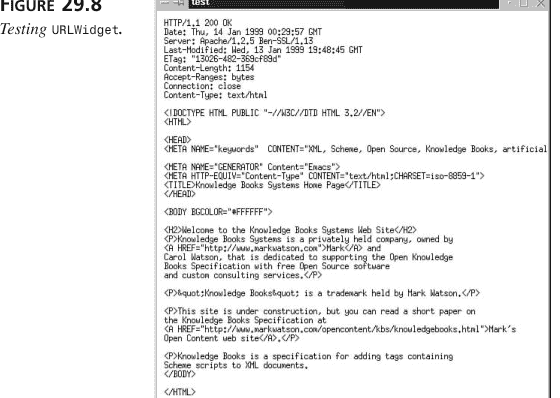 FIGURE 29.8
Testing URLWidget.
test
HTTP/1.1 200 OK
Date: Thu, 14 Jan 1999 00:29:57 GMT
Server: Apache/1.2.5 Ben-SSL/1.13
Last-Modified: Wed, 13 Jan 1999 19:48:45 GMT
ETag: "13026-482-369cf89d"
Content-Length: 1154
Accept-Ranges: bytes
Connection: close
Content-Type: text/html
<!DOCTYPE HTML PUBLIC "-//W3C//DTD HTML 3.2//EN">
<HTML>
<HEAD>
<META NAME="keywords" CONTENT="XML, Scheme, Open Source, Knowledge Books, artificial
<META NAME="GENERATOR" Content="Emacs">
<META HTTP-EQUIV="Content-Type" CONTENT="text/html;CHARSET=iso-8859-1">
<TITLE>Knowledge Books Systems Home Page</TITLE>
</HEAD>
<BODY BGCOLOR="#FFFFFF">
<H2>Welcome to the Knowledge Books Systems Web Site</H2>
<P>Knowledge Books Systems is a privately held company, owned by
<A HREF="http://www.markwatson.com">Mark</A> and
Carol Watson, that is dedicated to supporting the Open Knowledge
Books Specification with free Open Source software
and custom consulting services.</P>
<P>&quot;Knowledge Books&quot; is a trademark held by Mark Watson.</P>
<P>This site is under construction, but you can read a short paper on
the Knowledge Books Specification at
<A HREF="http://www.markwatson.com/opencontent/kbs/knowledgebooks.html">Mark's
Open Content web site</A>.</P>
<P>Knowledge Books is a specification for adding tags containing
Scheme scripts to XML documents.
</BODY>
</HTML>